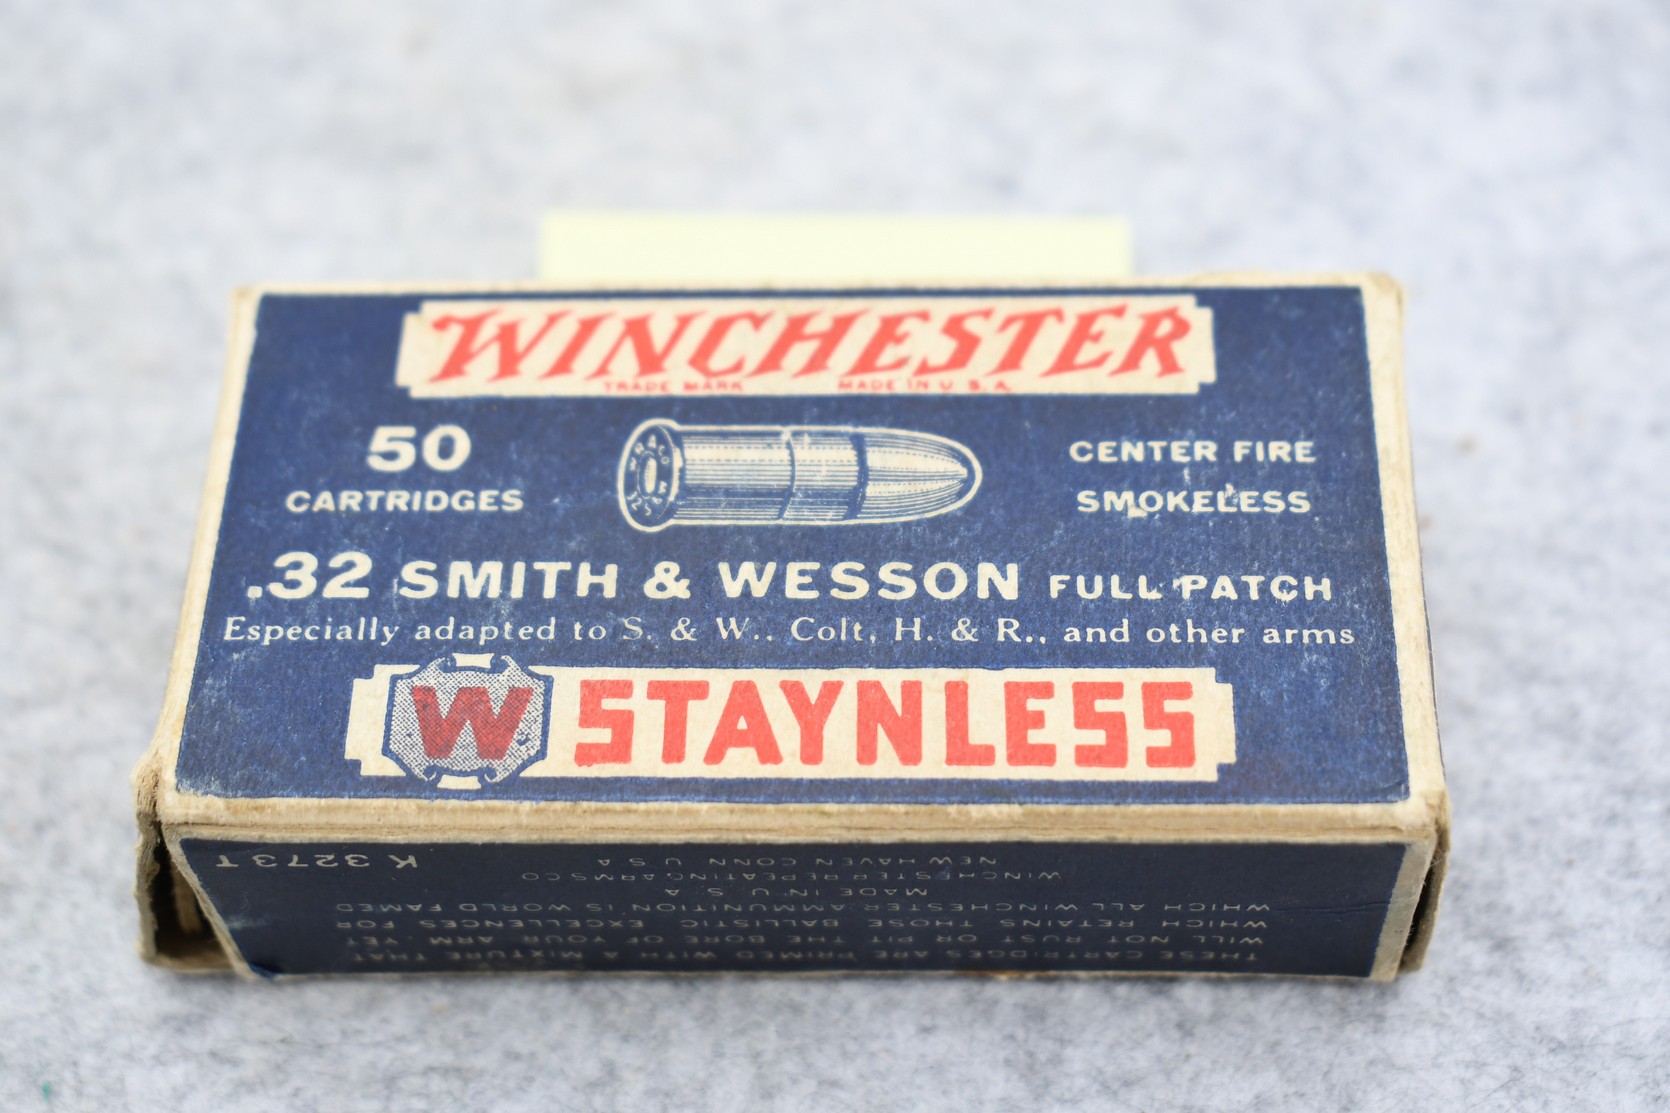 WINCHESTER
TRADE MARK MADE IN U.S.A.
50
CARTRIDGES
W.R.A.CO.
.32 S&W
CENTER FIRE
SMOKELESS
.32 SMITH & WESSON FULL PATCH
Especially adapted to S. & W., Colt, H. & R., and other arms
W STAYNLESS
THESE CARTRIDGES ARE PRIMED WITH A MIXTURE THAT
WILL NOT RUST OR PIT THE BORE OF YOUR ARM, YET
WHICH RETAINS THOSE BALLISTIC EXCELLENCES FOR
WHICH ALL WINCHESTER AMMUNITION IS WORLD FAMED
MADE IN U.S.A.
WINCHESTER REPEATING ARMS CO
NEW HAVEN CONN U S A
K 3273T